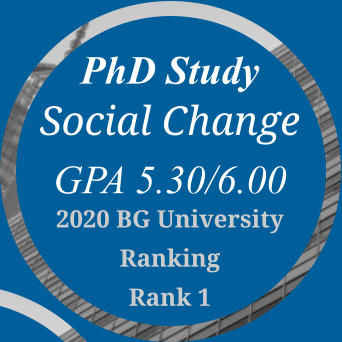 PhD Study
Social Change
GPA 5.30/6.00
2020 BG University
Ranking
Rank 1